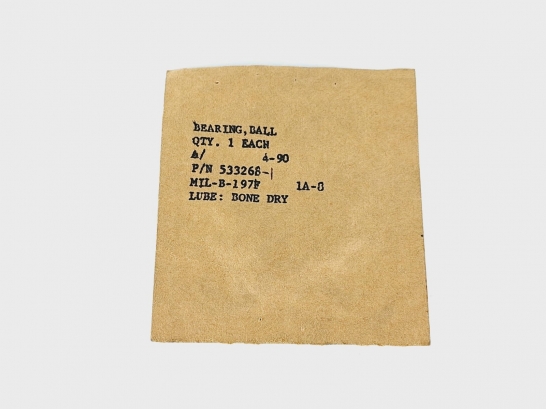 BEARING, BALL
QTY. 1 EACH
A/ 4-90
P/N 533268-1
MIL-B-197F 1A-8
LUBE: BONE DRY